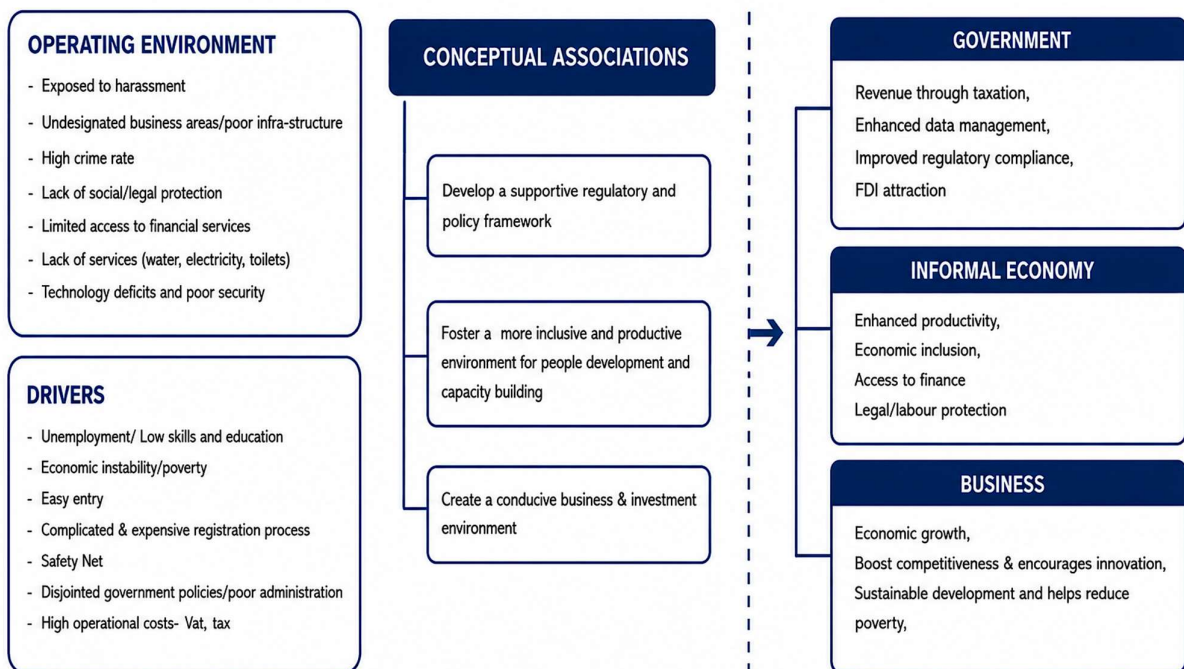 OPERATING ENVIRONMENT
- Exposed to harassment
- Undesignated business areas/poor infra-structure
- High crime rate
- Lack of social/legal protection
- Limited access to financial services
- Lack of services (water, electricity, toilets)
- Technology deficits and poor security
DRIVERS
- Unemployment/ Low skills and education
- Economic instability/poverty
- Easy entry
- Complicated & expensive registration process
- Safety Net
- Disjointed government policies/poor administration
- High operational costs- Vat, tax
CONCEPTUAL ASSOCIATIONS
Develop a supportive regulatory and
policy framework
Foster a more inclusive and productive
environment for people development and
capacity building
Create a conducive business & investment
environment
GOVERNMENT
Revenue through taxation,
Enhanced data management,
Improved regulatory compliance,
FDI attraction
INFORMAL ECONOMY
Enhanced productivity,
Economic inclusion,
Access to finance
Legal/labour protection
BUSINESS
Economic growth,
Boost competitiveness & encourages innovation,
Sustainable development and helps reduce
poverty,